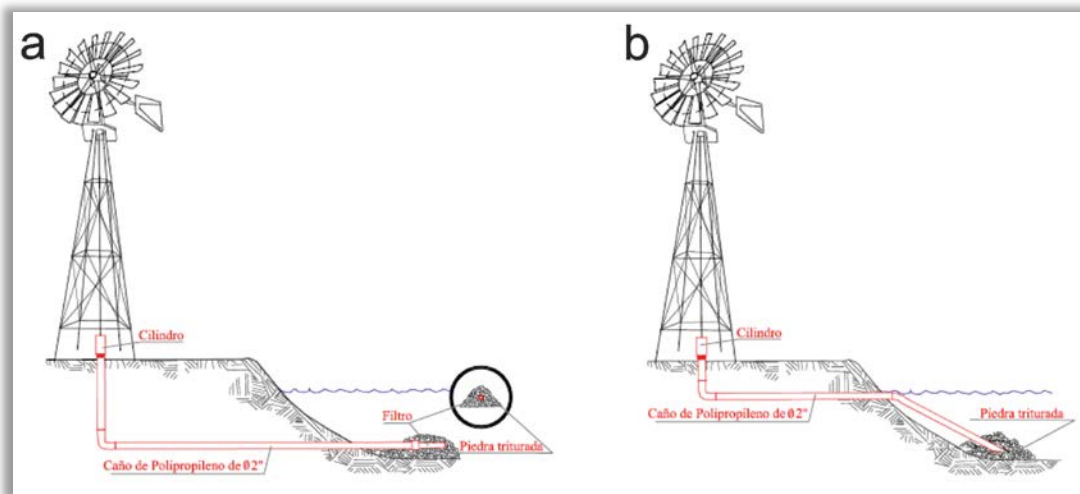 a
Cilindro
Filtro
Piedra triturada
Caño de Polipropileno de Ø2"
b
Cilindro
Caño de Polipropileno de Ø2"
Piedra triturada